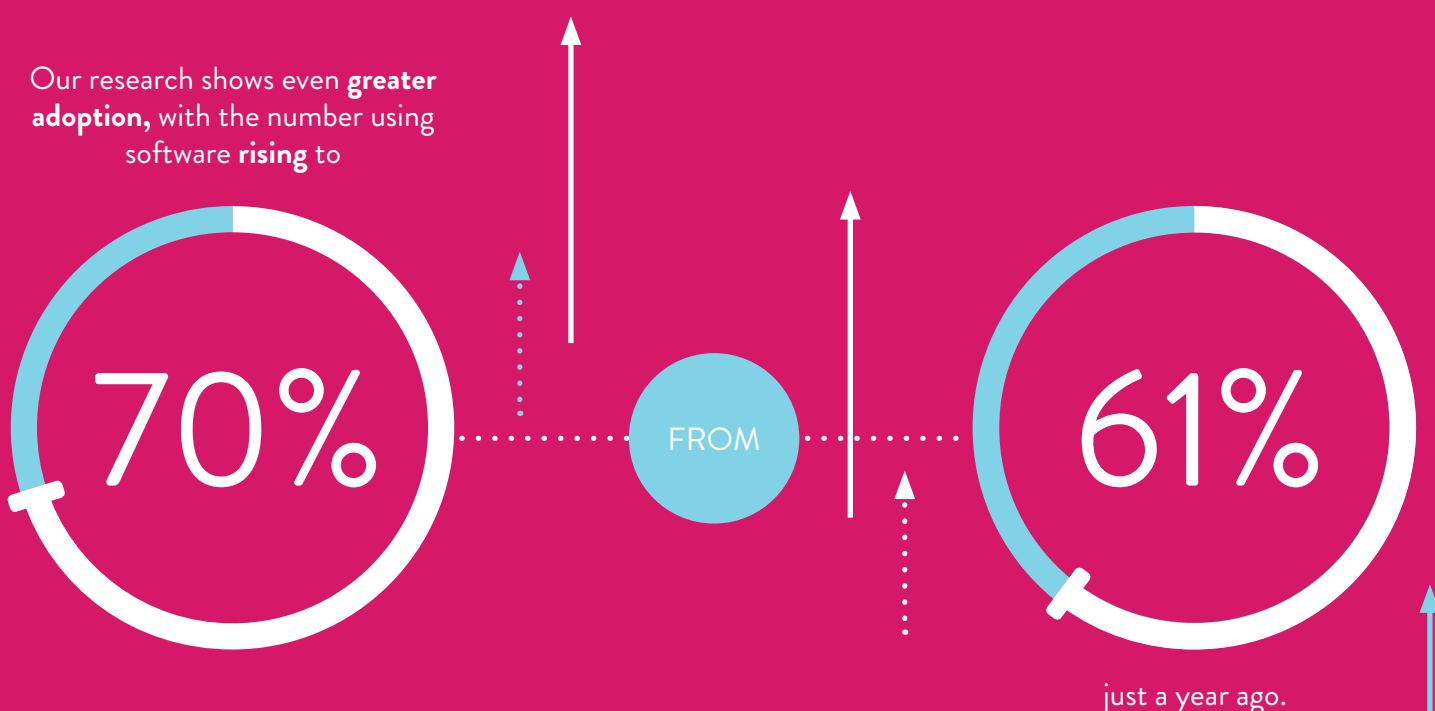 Our research shows even greater
adoption, with the number using
software rising to
70%
FROM
61%
just a year ago.